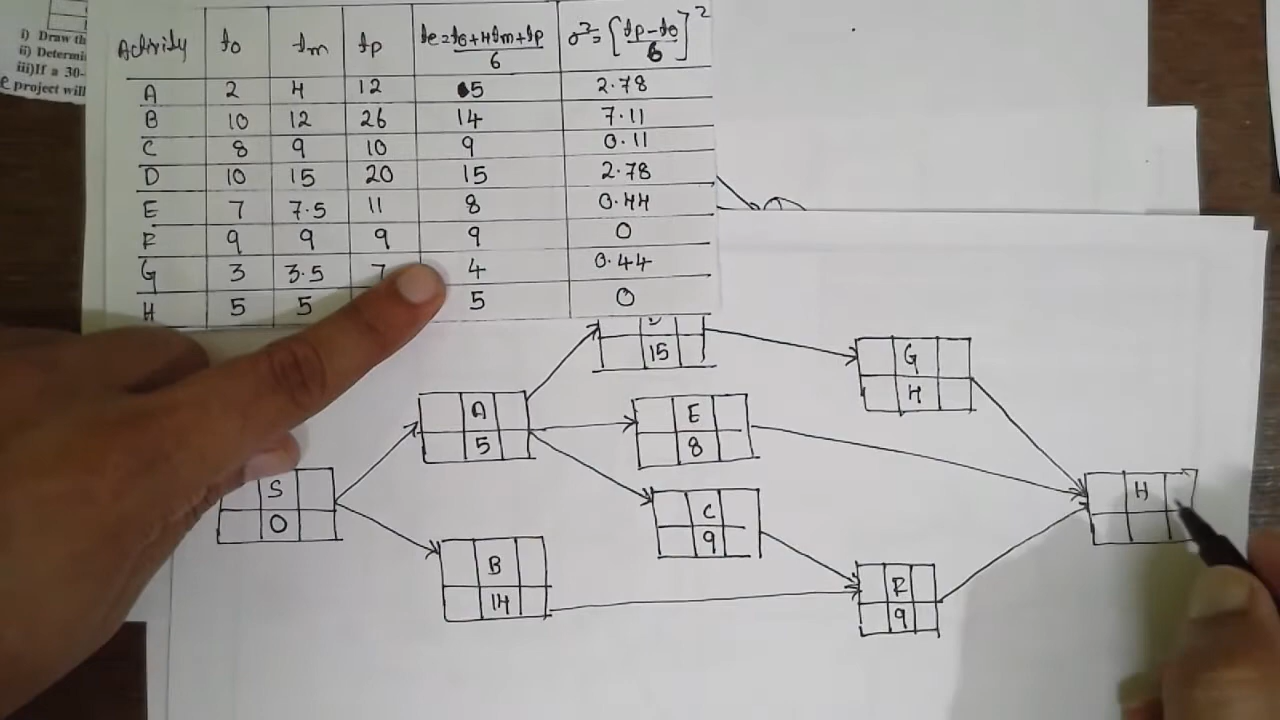 i) Draw th
ii) Determi
iii)If a 30-
e project will
Activity to tm tp te=to+4tm+tp/6 σ²=[tp-to/6]²
A 2 4 12 5 2.78
B 10 12 26 14 7.11
C 8 9 10 9 0.11
D 10 15 20 15 2.78
E 7 7.5 11 8 0.44
F 9 9 9 9 0
G 3 3.5 7 4 0.44
H 5 5 5 0
15
G
4
A
5
E
8
S
0
C
9
H
B
14
F
9